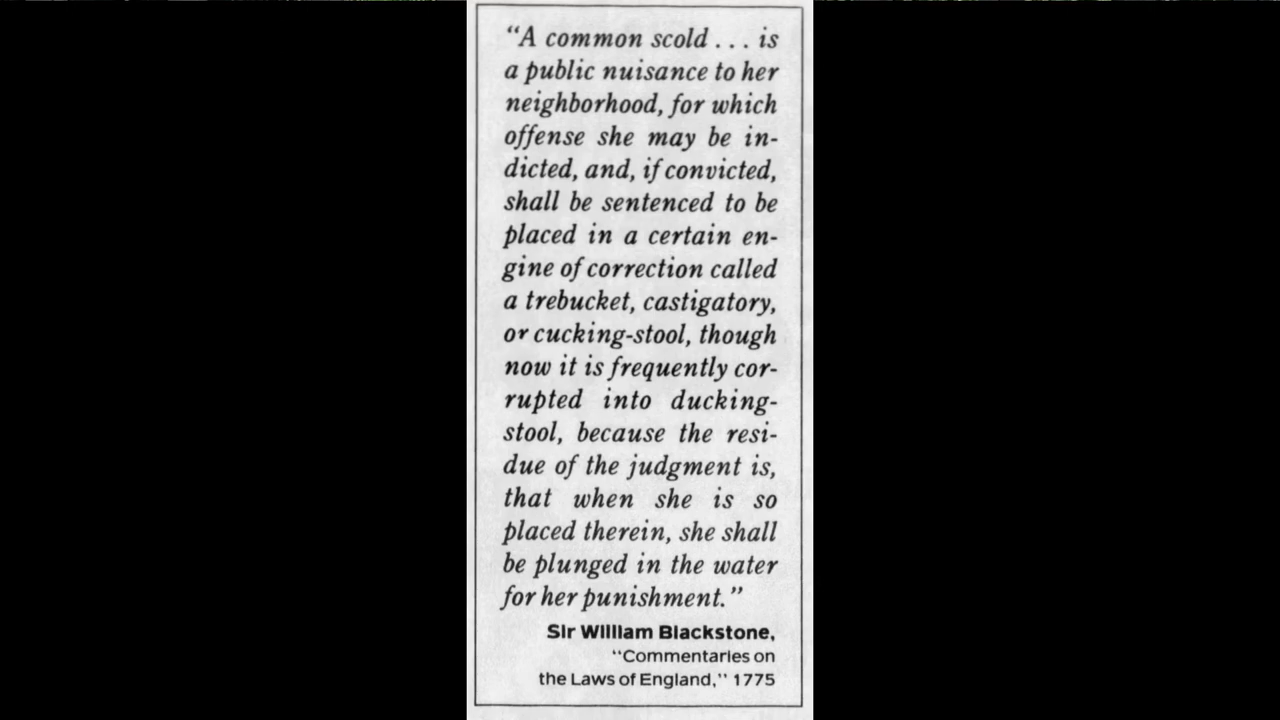 “A common scold . . . is
a public nuisance to her
neighborhood, for which
offense she may be in-
dicted, and, if convicted,
shall be sentenced to be
placed in a certain en-
gine of correction called
a trebucket, castigatory,
or cucking-stool, though
now it is frequently cor-
rupted into ducking-
stool, because the resi-
due of the judgment is,
that when she is so
placed therein, she shall
be plunged in the water
for her punishment.”
Sir William Blackstone,
“Commentaries on
the Laws of England,” 1775